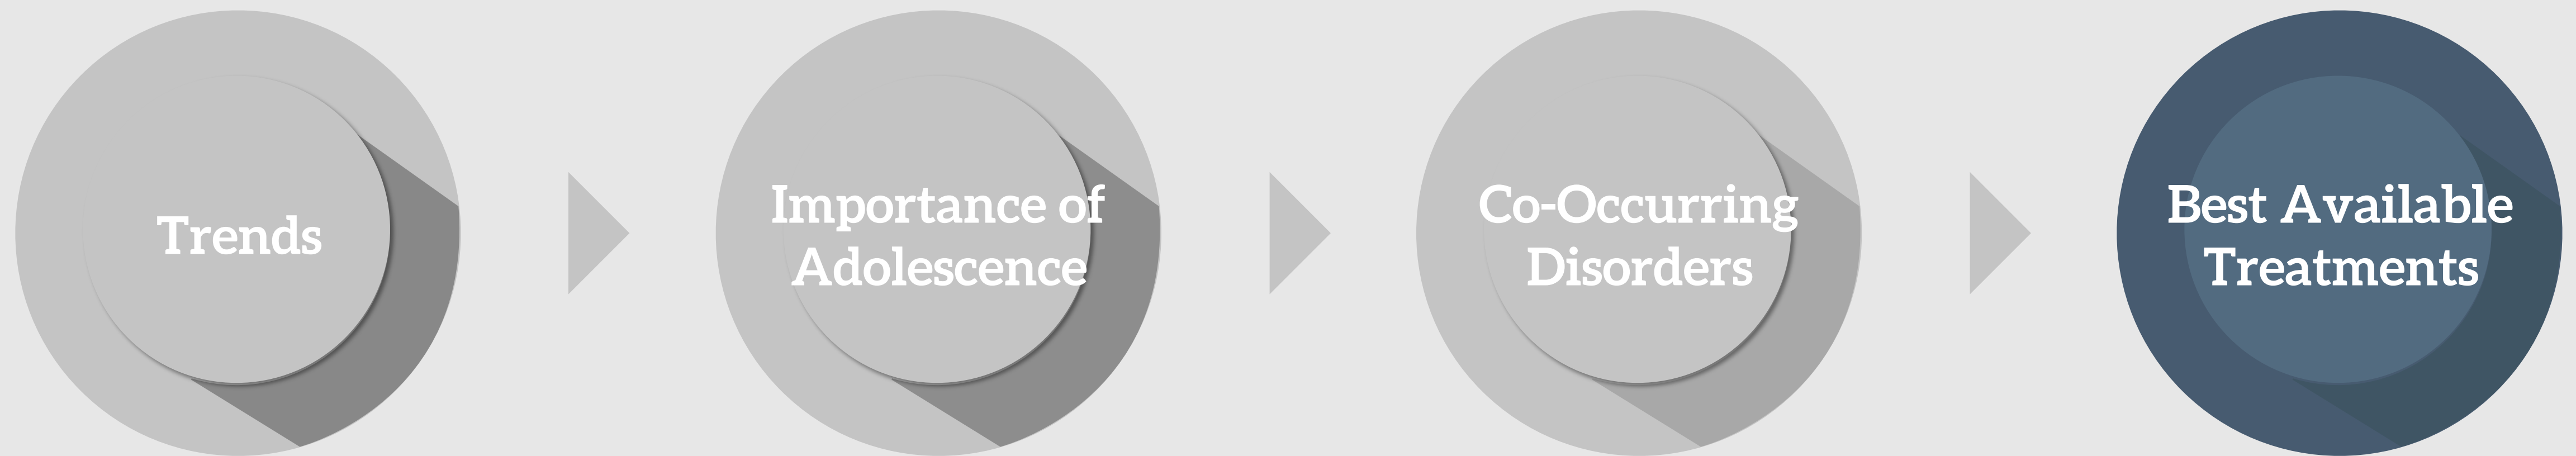 Trends
Importance of
Adolescence
Co-Occurring
Disorders
Best Available
Treatments